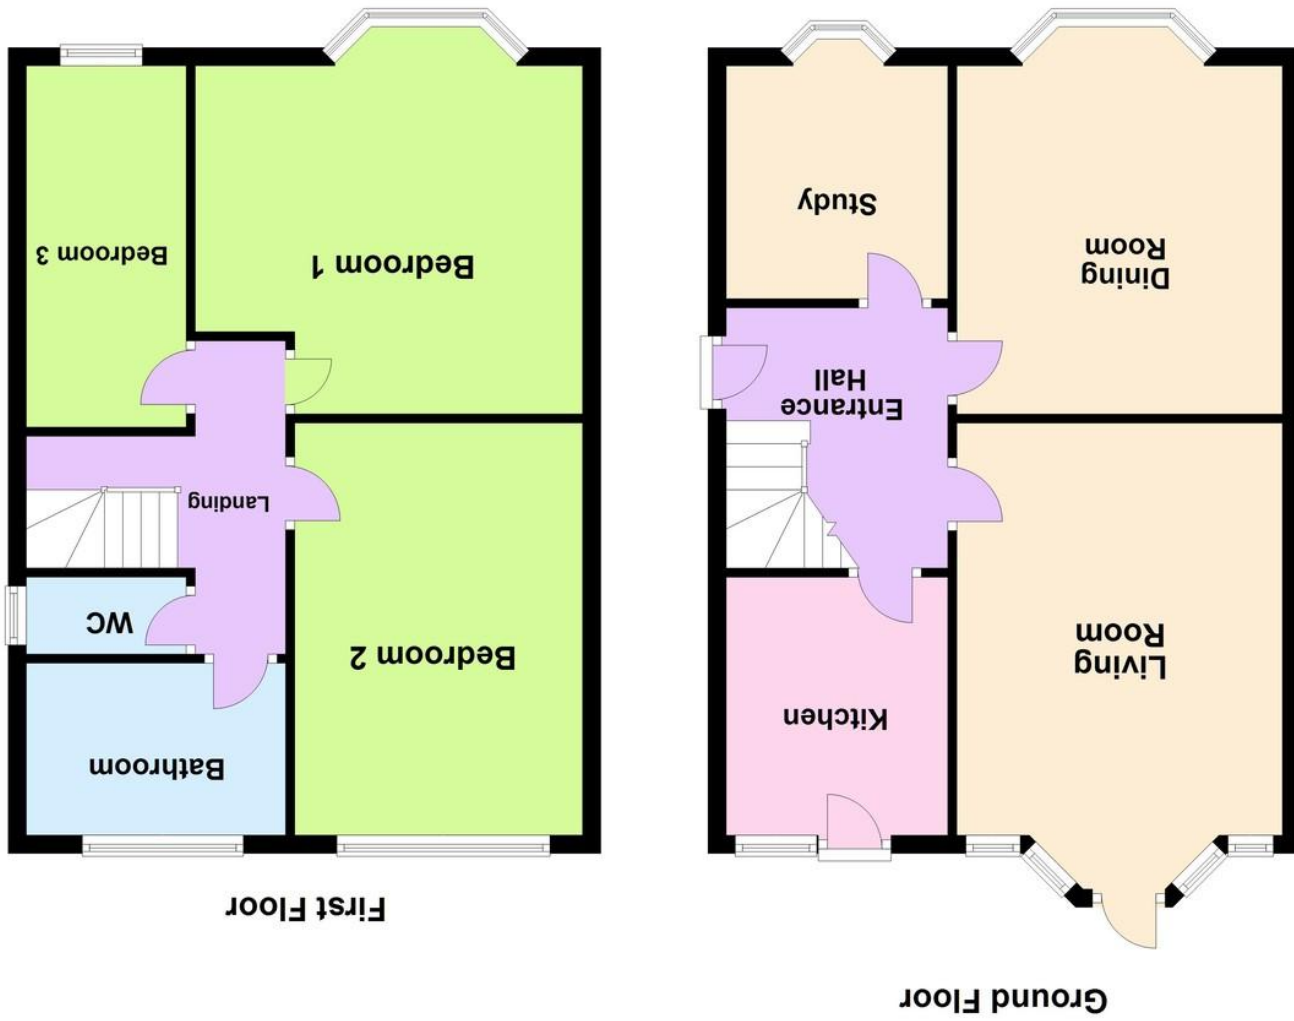 Ground Floor
Living
Room
Kitchen
Entrance
Hall
Dining
Room
Study
First Floor
Bathroom
Bedroom 2
WC
Landing
Bedroom 1
Bedroom 3